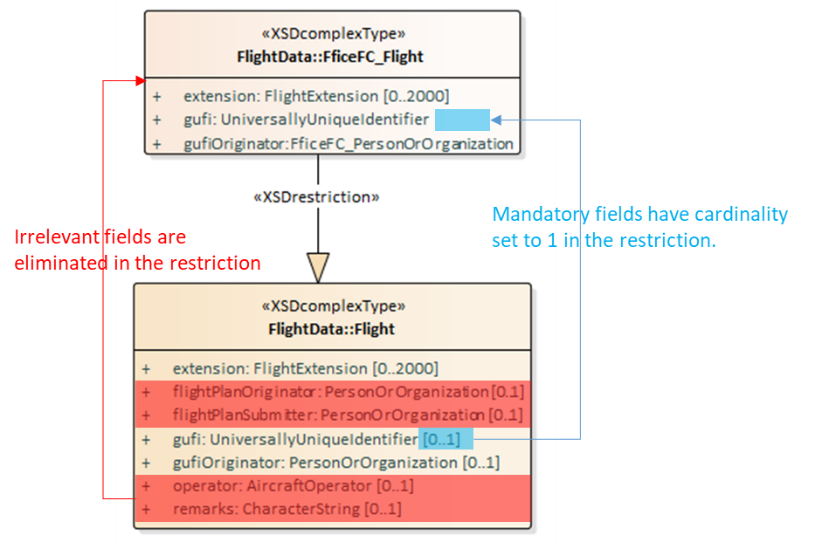 «XSDcomplexType»
FlightData::FficeFC_Flight
+ extension: FlightExtension [0..2000]
+ gufi: UniversallyUniqueIdentifier
+ gufiOriginator:FficeFC_PersonOrOrganization
«XSDrestriction»
Mandatory fields have cardinality
set to 1 in the restriction.
Irrelevant fields are
eliminated in the restriction
«XSDcomplexType»
FlightData::Flight
+ extension: FlightExtension [0..2000]
+ flightPlanOriginator: PersonOrOrganization [0.1]
+ flightPlanSubmitter: PersonOrOrganization [0.1]
+ gufi: UniversallyUniqueIdentifier [0..1]
+ gufiOriginator: PersonOrOrganization [0..1]
+ operator: AircraftOperator [0..1]
+ remarks: CharacterString [0..1]